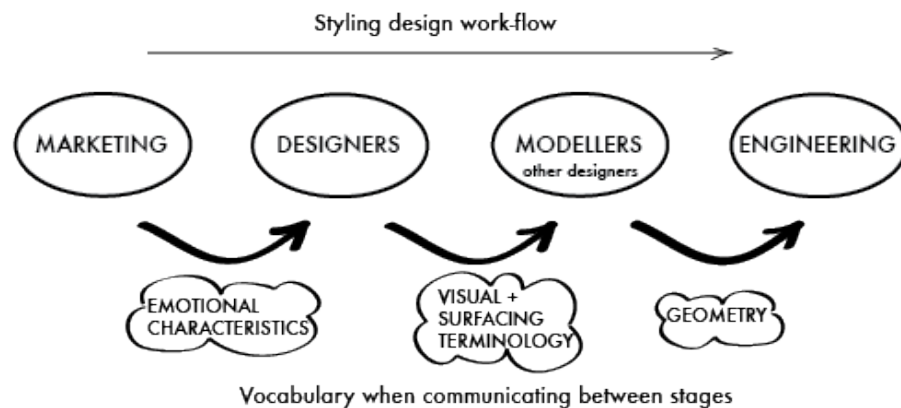 Styling design work-flow
MARKETING
DESIGNERS
MODELLERS
other designers
ENGINEERING
EMOTIONAL
CHARACTERISTICS
VISUAL +
SURFACING
TERMINOLOGY
GEOMETRY
Vocabulary when communicating between stages